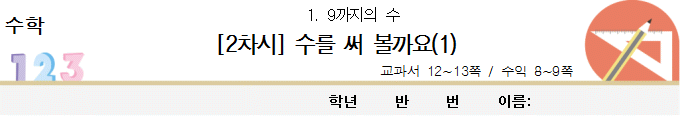 수학
1. 9까지의 수
[2차시] 수를 써 볼까요(1)
교과서 12~13쪽 / 수익 8~9쪽
123
학년 반 번 이름: